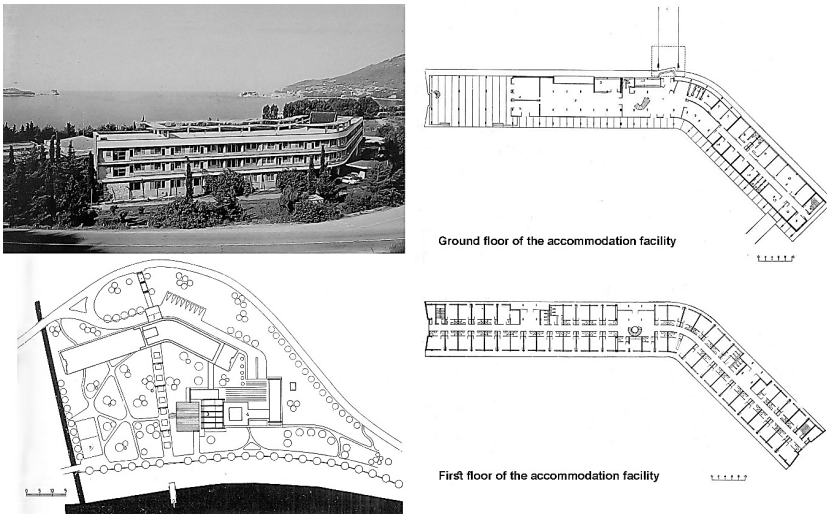 Ground floor of the accommodation facility
First floor of the accommodation facility